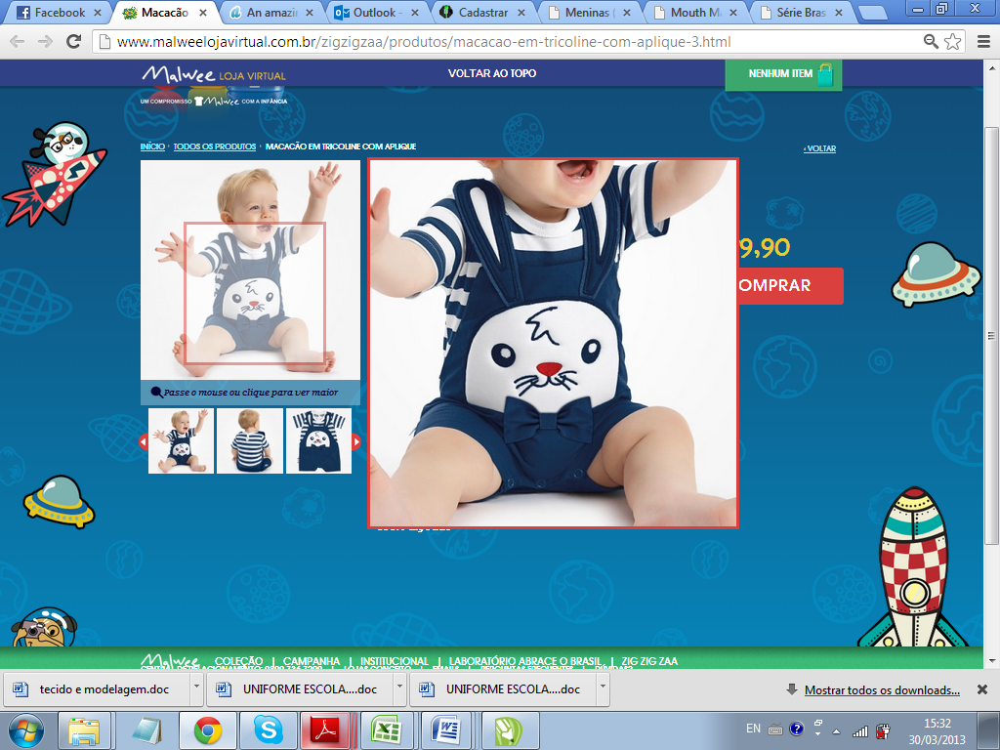 Facebook
Macacão
An amazin
Outlook -
Cadastrar
Meninas (
Mouth Ma
Série Bras
www.malweelojavirtual.com.br/zigzigzaa/produtos/macacao-em-tricoline-com-aplique-3.html
Malwee LOJA VIRTUAL
VOLTAR AO TOPO
NENHUM ITEM
UM COMPROMISSO Malwee COM A INFÂNCIA
INÍCIO · TODOS OS PRODUTOS · MACACÃO EM TRICOLINE COM APLIQUE
‹ VOLTAR
9,90
OMPRAR
Passe o mouse ou clique para ver maior
Malwee COLEÇÃO | CAMPANHA | INSTITUCIONAL | LABORATÓRIO ABRACE O BRASIL | ZIG ZIG ZAA
tecido e modelagem.doc
UNIFORME ESCOLA....doc
UNIFORME ESCOLA....doc
Mostrar todos os downloads...
EN
15:32
30/03/2013